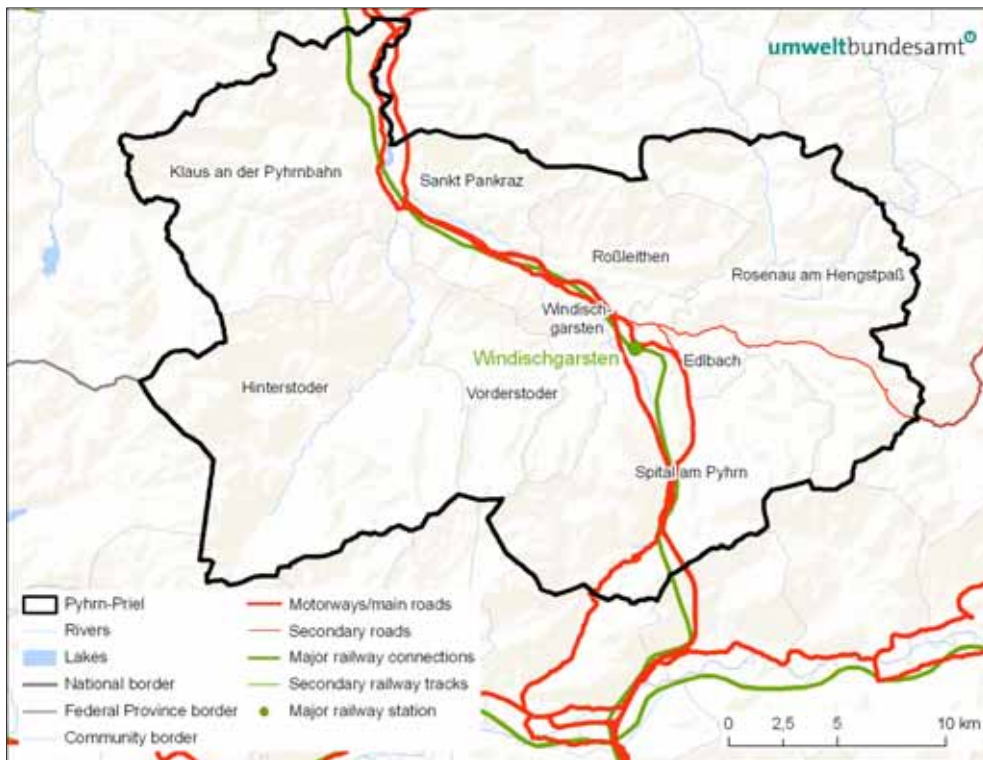 umweltbundesamt
Klaus an der Pyhrnbahn
Sankt Pankraz
Roßleithen
Rosenau am Hengstpaß
Windisch-
garsten
Windischgarsten
Edlbach
Hinterstoder
Vorderstoder
Spital am Pyhrn
Pyhrn-Priel
Rivers
Lakes
National border
Federal Province border
Community border
Motorways/main roads
Secondary roads
Major railway connections
Secondary railway tracks
Major railway station
0 2,5 5 10 km